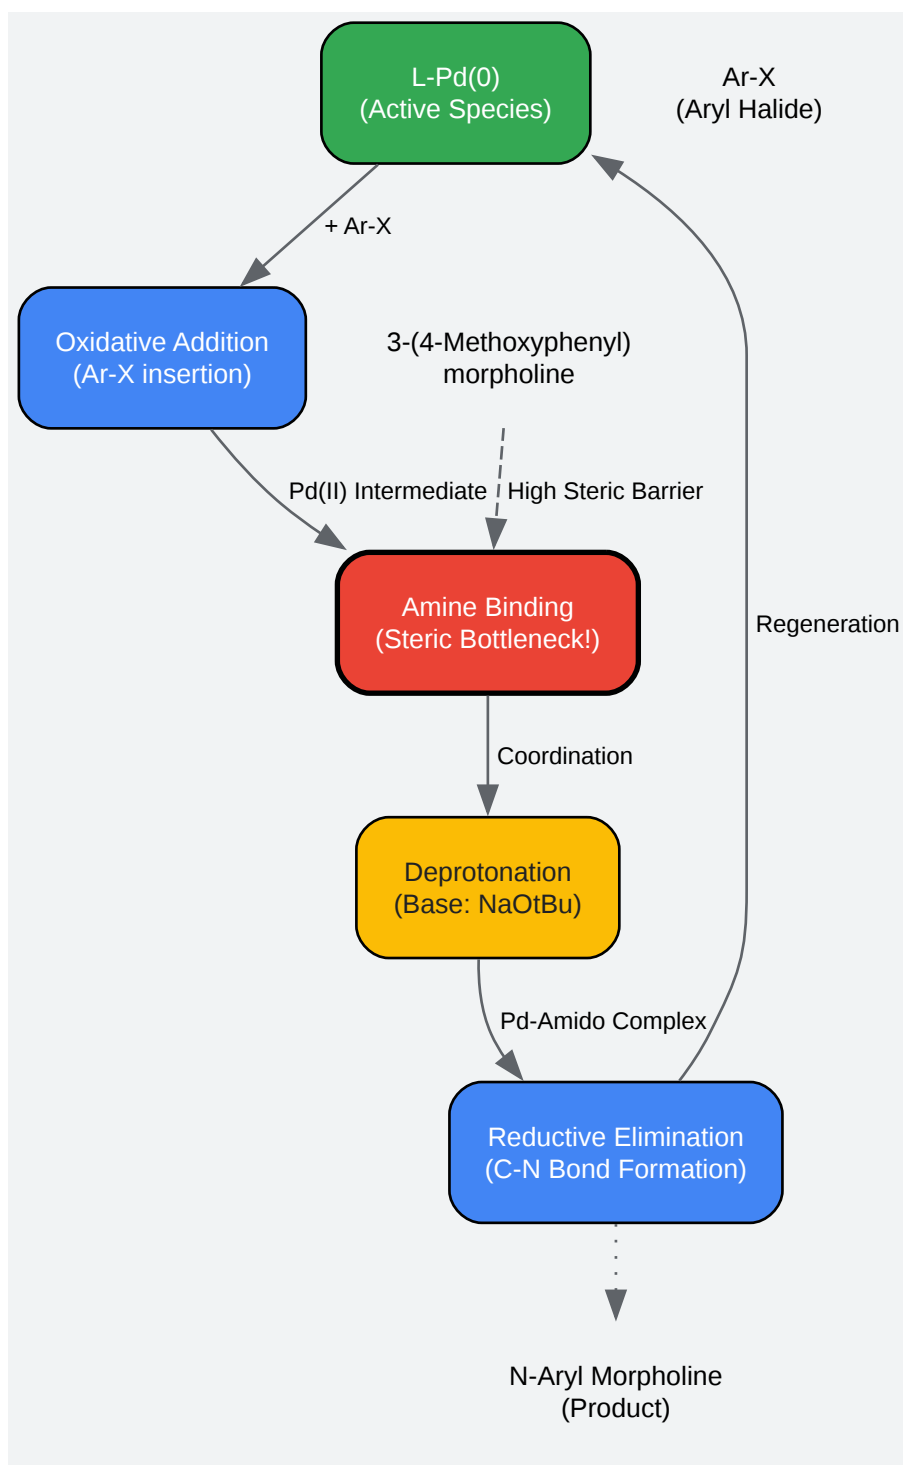 L-Pd(0)
(Active Species)
Ar-X
(Aryl Halide)
+ Ar-X
Oxidative Addition
(Ar-X insertion)
3-(4-Methoxyphenyl)
morpholine
Pd(II) Intermediate
High Steric Barrier
Amine Binding
(Steric Bottleneck!)
Regeneration
Coordination
Deprotonation
(Base: NaOtBu)
Pd-Amido Complex
Reductive Elimination
(C-N Bond Formation)
N-Aryl Morpholine
(Product)